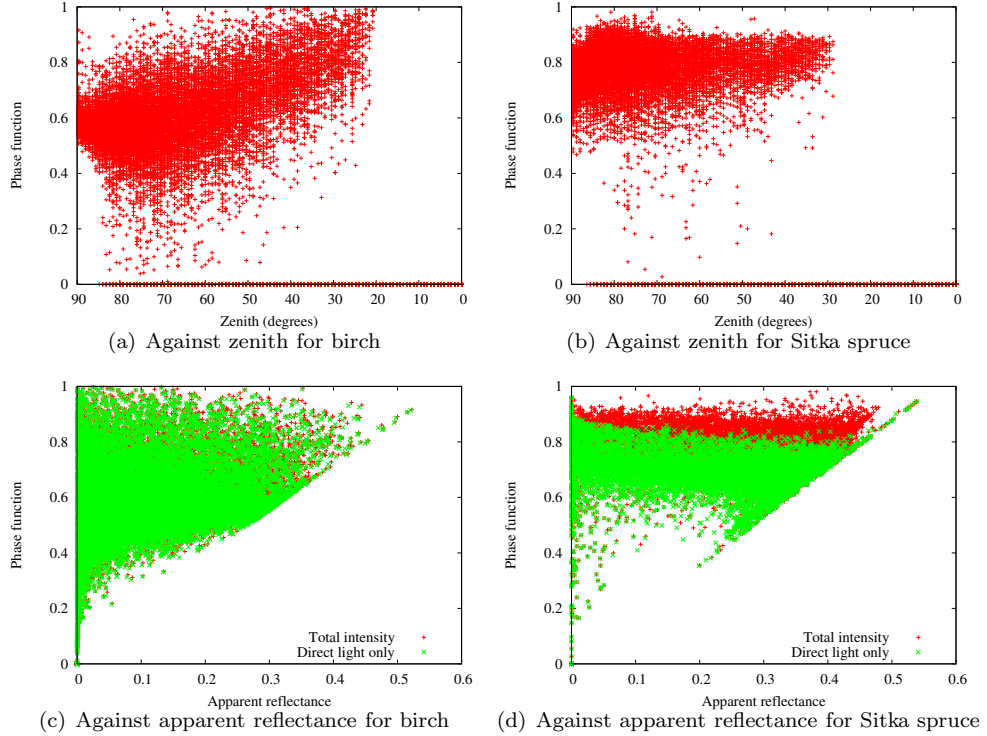 1
0.8
0.6
0.4
0.2
0
Phase function
90 80 70 60 50 40 30 20 10 0
Zenith (degrees)
(a) Against zenith for birch
1
0.8
0.6
0.4
0.2
0
Phase function
90 80 70 60 50 40 30 20 10 0
Zenith (degrees)
(b) Against zenith for Sitka spruce
1
0.8
0.6
0.4
0.2
0
Phase function
Total intensity
Direct light only
0 0.1 0.2 0.3 0.4 0.5 0.6
Apparent reflectance
(c) Against apparent reflectance for birch
1
0.8
0.6
0.4
0.2
0
Phase function
Total intensity
Direct light only
0 0.1 0.2 0.3 0.4 0.5 0.6
Apparent reflectance
(d) Against apparent reflectance for Sitka spruce